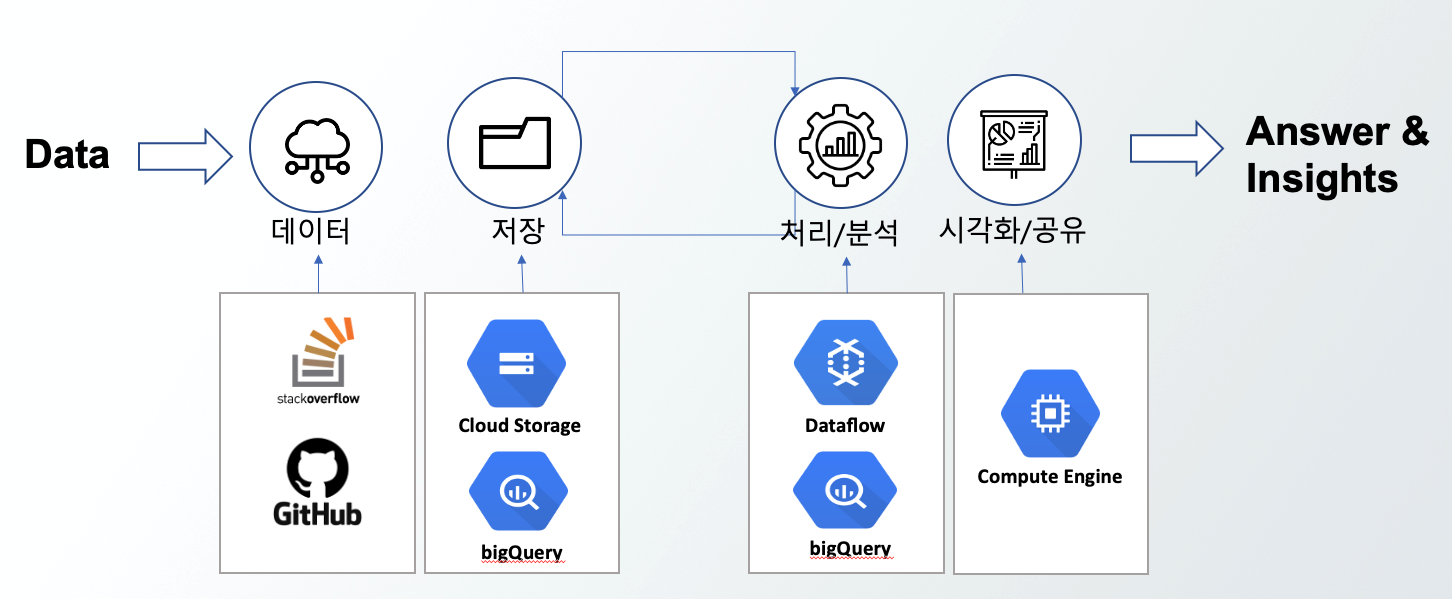 Data
Answer &
Insights
데이터
저장
처리/분석
시각화/공유
stackoverflow
GitHub
Cloud Storage
bigQuery
Dataflow
bigQuery
Compute Engine